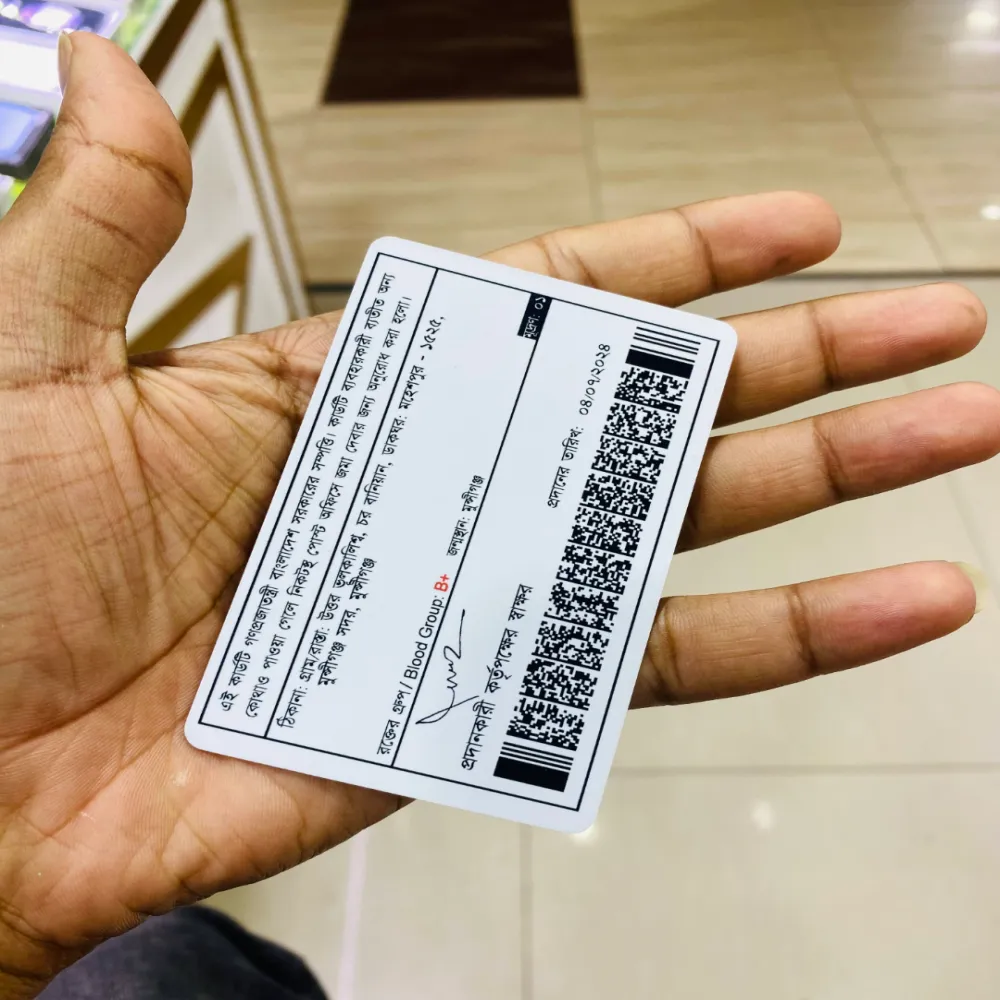 এই কার্ডটি গণপ্রজাতন্ত্রী বাংলাদেশ সরকারের সম্পত্তি। কার্ডটি ব্যবহারকারী ব্যতীত অন্য
কোথাও পাওয়া গেলে নিকটস্থ পোস্ট অফিসে জমা দেবার জন্য অনুরোধ করা হলো।
ঠিকানা: গ্রাম/রাস্তা: উত্তর ভূকৈলাশ, চর বানিয়াল, ডাকঘর: মহেশপুর - ১৫২৫,
মুন্সীগঞ্জ সদর, মুন্সীগঞ্জ
রক্তের গ্রুপ / Blood Group: B+ জন্মস্থান: মুন্সীগঞ্জ
মুদ্রণ: ০১
প্রদানকারী কর্তৃপক্ষের স্বাক্ষর
প্রদানের তারিখ: ০৪/০৭/২০২৪